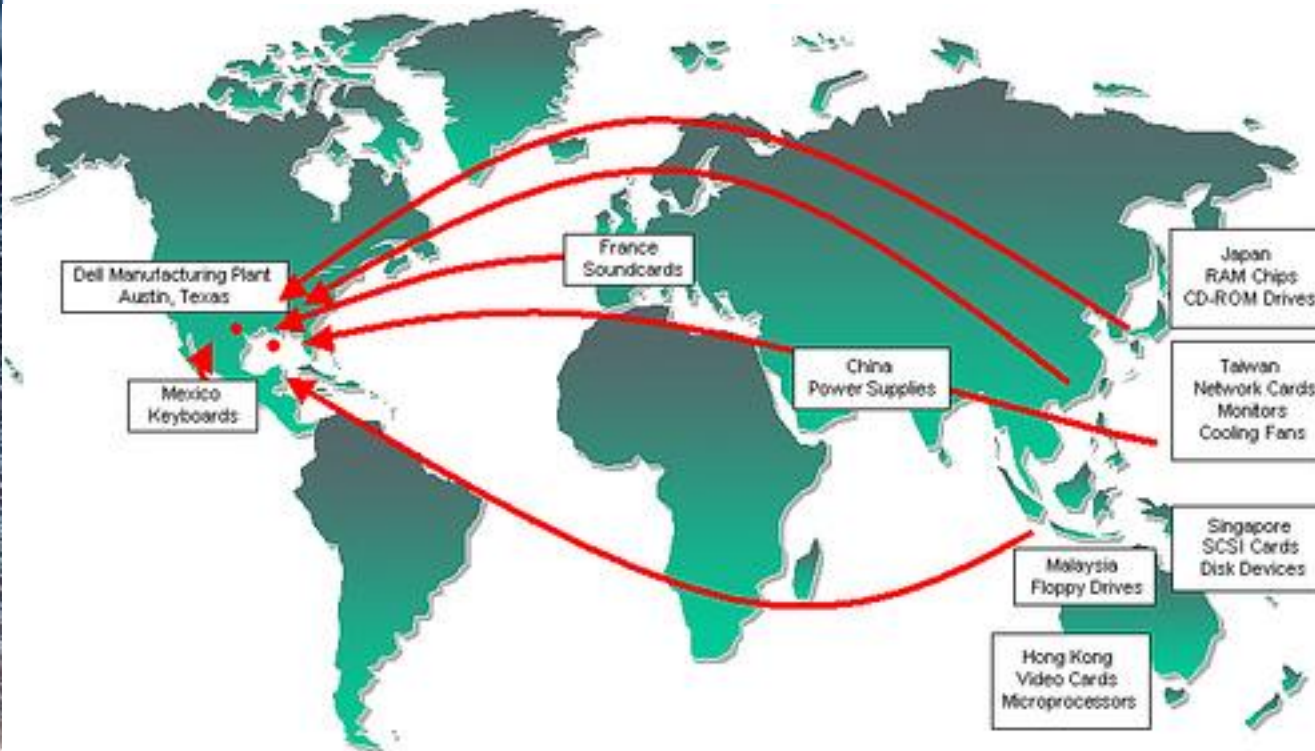 Dell Manufacturing Plant
Austin, Texas
France
Soundcards
Japan
RAM Chips
CD-ROM Drives
China
Power Supplies
Taiwan
Network Cards
Monitors
Cooling Fans
Mexico
Keyboards
Singapore
SCSI Cards
Disk Devices
Malaysia
Floppy Drives
Hong Kong
Video Cards
Microprocessors